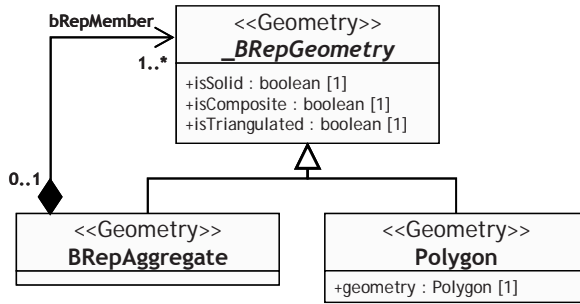 bRepMember
1..*
<<Geometry>>
_BRepGeometry
+isSolid : boolean [1]
+isComposite : boolean [1]
+isTriangulated : boolean [1]
0..1
<<Geometry>>
BRepAggregate
<<Geometry>>
Polygon
+geometry : Polygon [1]